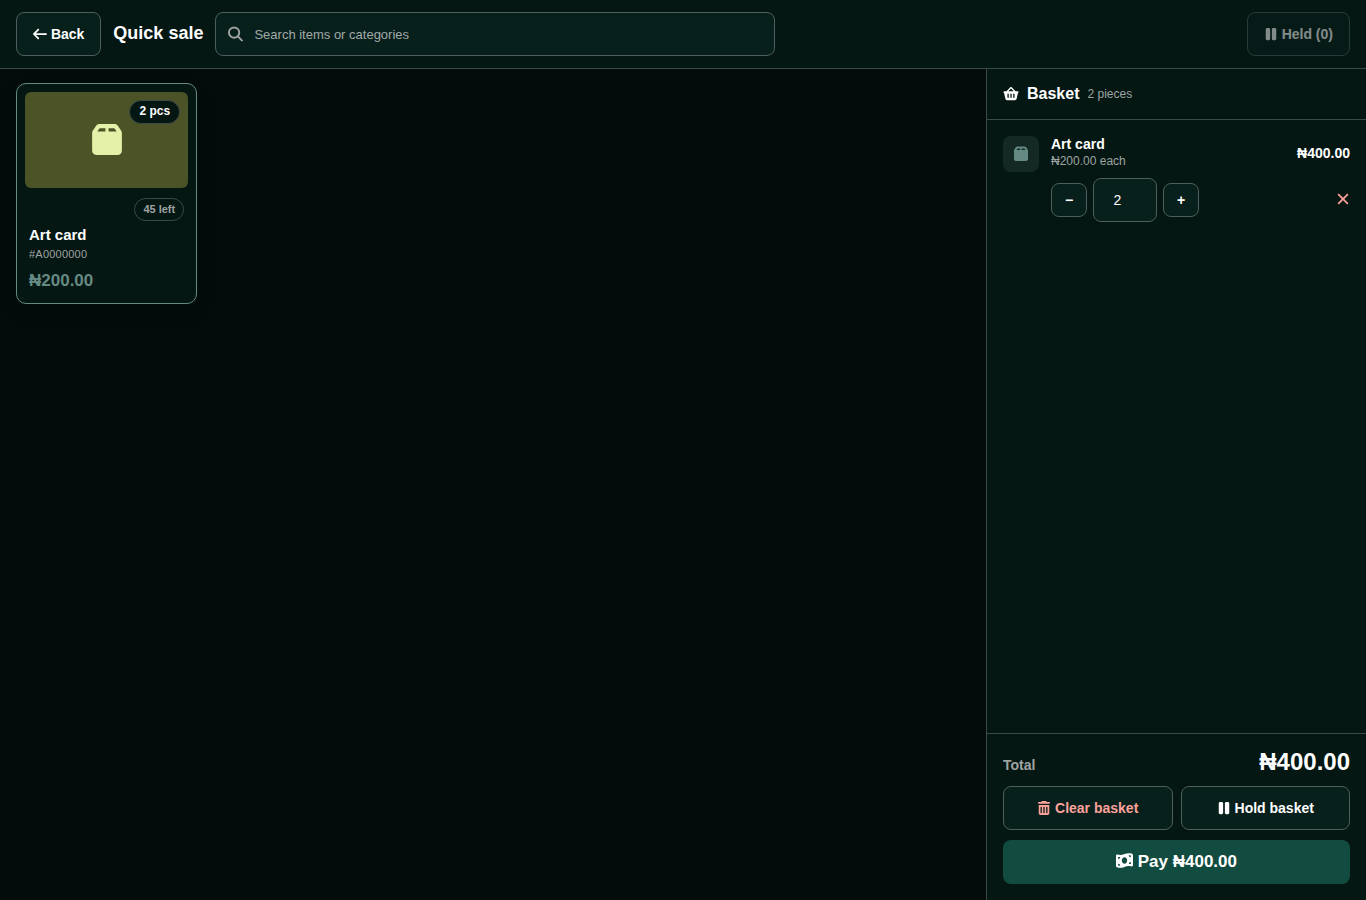 Back
Quick sale
Search items or categories
Held (0)
2 pcs
45 left
Art card
#A0000000
₦200.00
Basket 2 pieces
Art card
₦200.00 each
₦400.00
− 2 +
Total ₦400.00
Clear basket
Hold basket
Pay ₦400.00